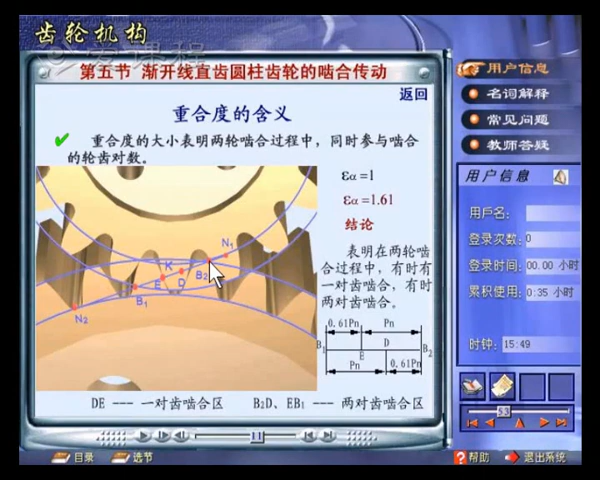 齿轮机构
爱课程
第五节 渐开线直齿圆柱齿轮的啮合传动
返回
重合度的含义
重合度的大小表明两轮啮合过程中，同时参与啮合
的轮齿对数。
εα=1
εα=1.61
结论
表明在两轮啮
合过程中，有时有
一对齿啮合，有时
两对齿啮合。
N1
K
B2
E
D
B1
N2
0.61Pn
Pn
B1
D
B2
E
Pn
0.61Pn
DE --- 一对齿啮合区
B2D、EB1 --- 两对齿啮合区
11
目录
选节
用户信息
名词解释
常见问题
教师答疑
用户信息
用戶名：
登录次数：0
登录时间：00.00 小时
累积使用：0:35 小时
时钟：15:49
53
帮助
退出系统